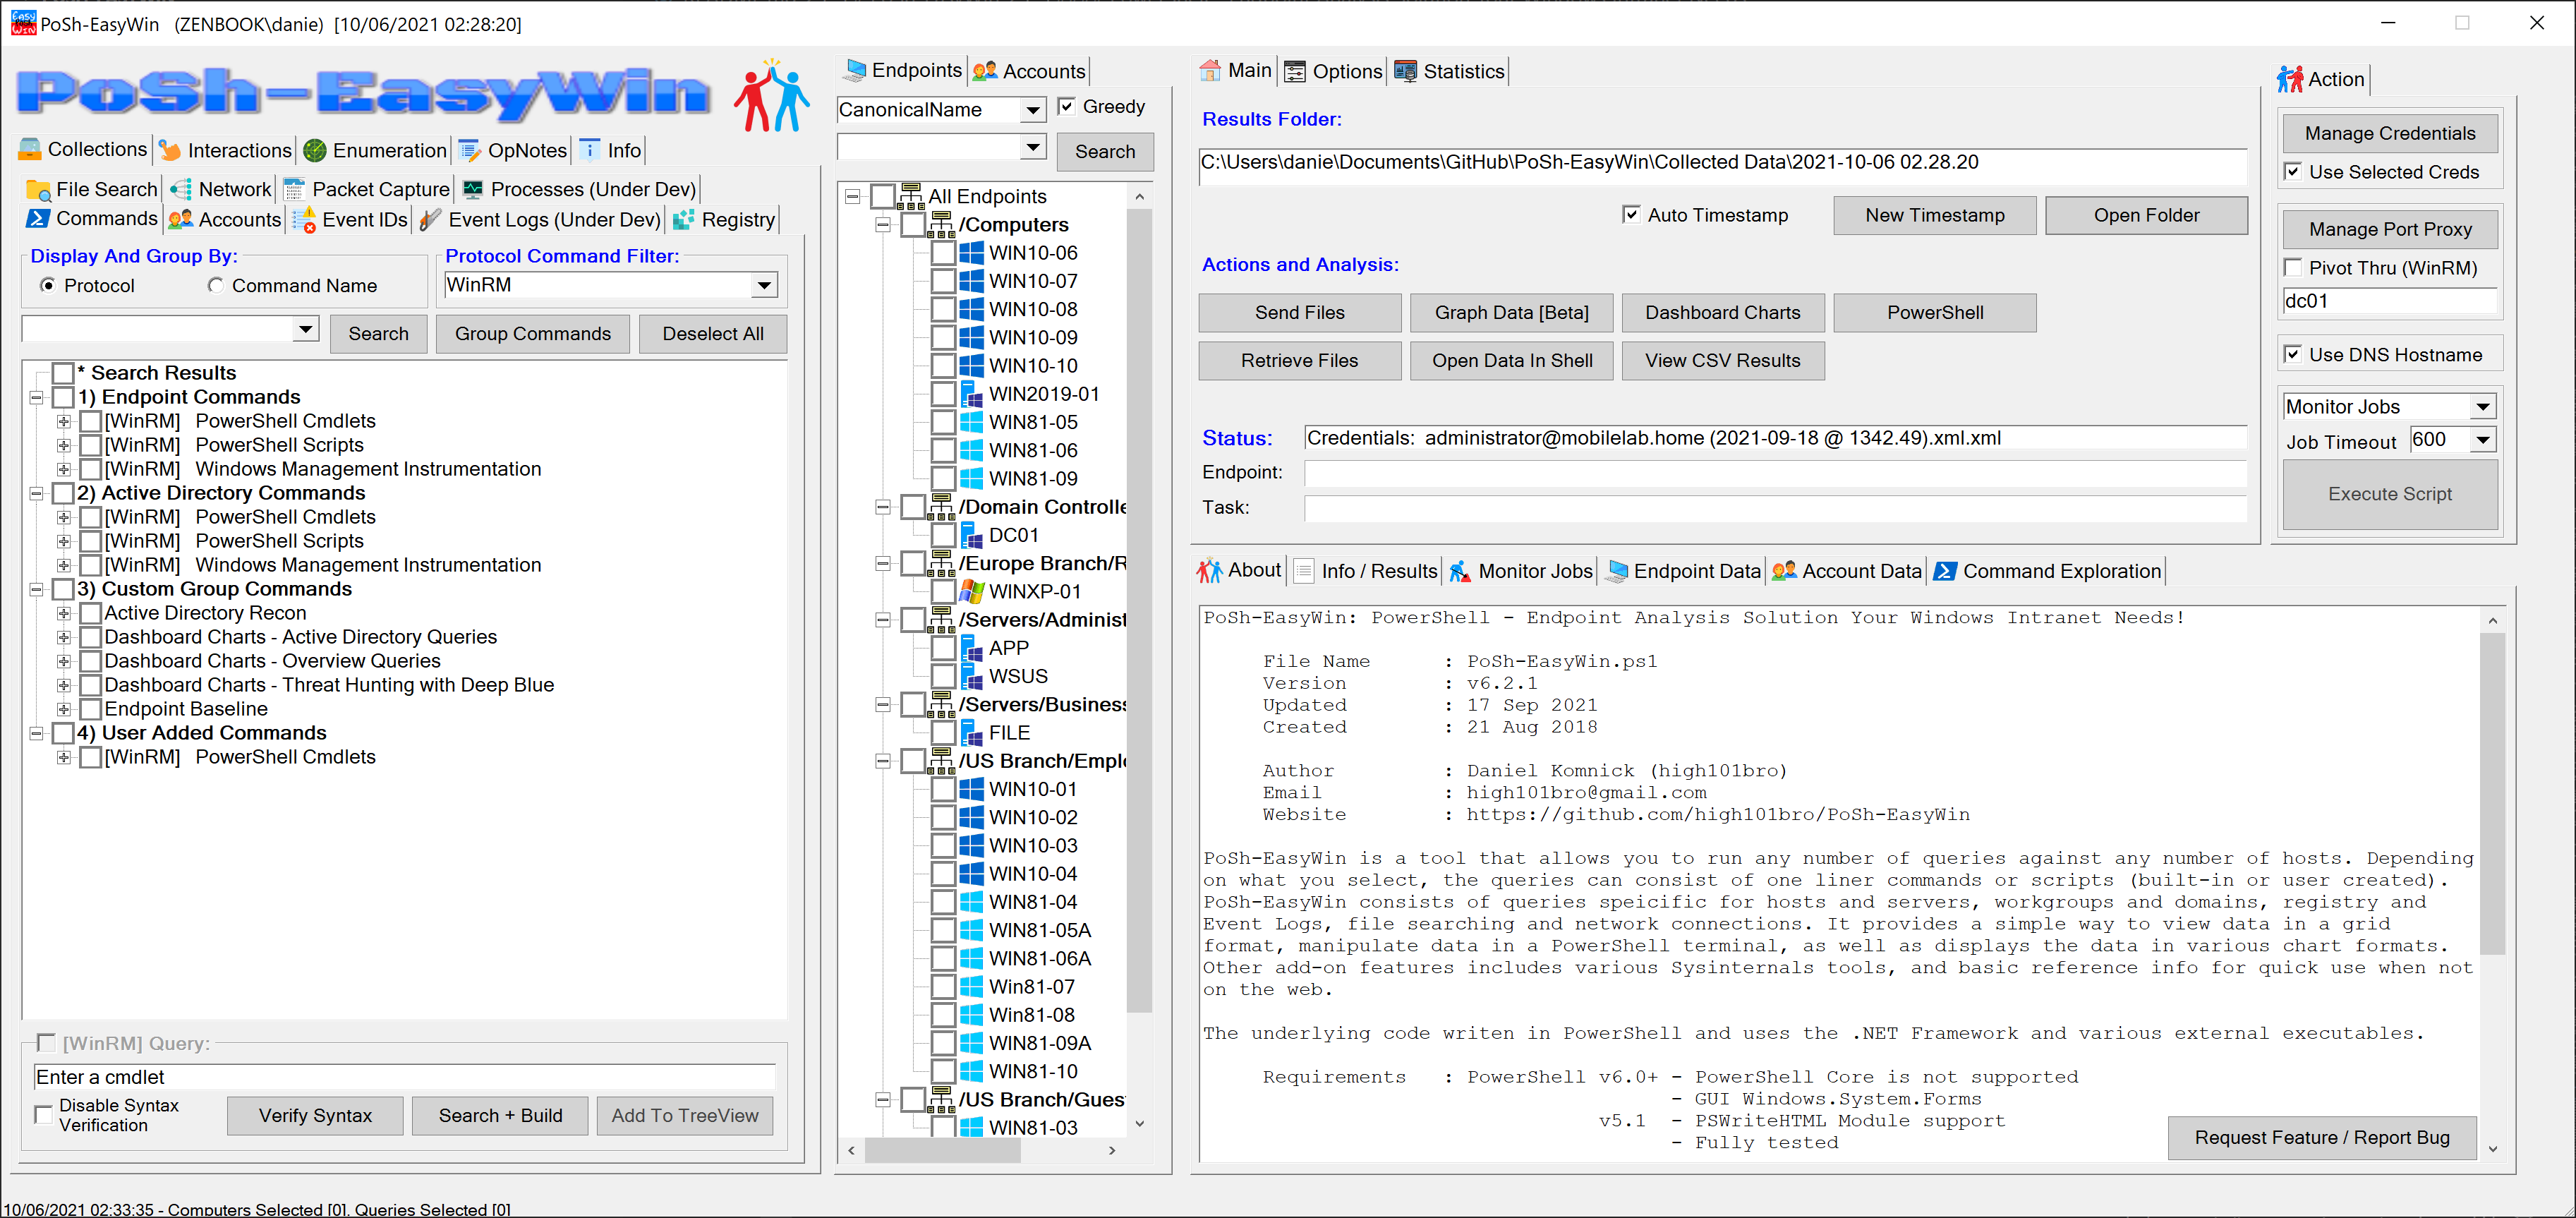 PoSh-EasyWin   (ZENBOOK\danie)  [10/06/2021 02:28:20]
PoSh-EasyWin
Collections
Interactions
Enumeration
OpNotes
Info
File Search
Network
Packet Capture
Processes (Under Dev)
Commands
Accounts
Event IDs
Event Logs (Under Dev)
Registry
Display And Group By:
Protocol
Command Name
Protocol Command Filter:
WinRM
Search
Group Commands
Deselect All
* Search Results
1) Endpoint Commands
[WinRM]   PowerShell Cmdlets
[WinRM]   PowerShell Scripts
[WinRM]   Windows Management Instrumentation
2) Active Directory Commands
[WinRM]   PowerShell Cmdlets
[WinRM]   PowerShell Scripts
[WinRM]   Windows Management Instrumentation
3) Custom Group Commands
Active Directory Recon
Dashboard Charts - Active Directory Queries
Dashboard Charts - Overview Queries
Dashboard Charts - Threat Hunting with Deep Blue
Endpoint Baseline
4) User Added Commands
[WinRM]   PowerShell Cmdlets
[WinRM] Query:
Enter a cmdlet
Disable Syntax
Verification
Verify Syntax
Search + Build
Add To TreeView
10/06/2021 02:33:35 - Computers Selected [0], Queries Selected [0]
Endpoints
Accounts
CanonicalName
Greedy
Search
All Endpoints
/Computers
WIN10-06
WIN10-07
WIN10-08
WIN10-09
WIN10-10
WIN2019-01
WIN81-05
WIN81-06
WIN81-09
/Domain Controlle
DC01
/Europe Branch/R
WINXP-01
/Servers/Administ
APP
WSUS
/Servers/Business
FILE
/US Branch/Emplo
WIN10-01
WIN10-02
WIN10-03
WIN10-04
WIN81-04
WIN81-05A
WIN81-06A
Win81-07
Win81-08
WIN81-09A
WIN81-10
/US Branch/Gues
WIN81-03
Main
Options
Statistics
Results Folder:
C:\Users\danie\Documents\GitHub\PoSh-EasyWin\Collected Data\2021-10-06 02.28.20
Auto Timestamp
New Timestamp
Open Folder
Actions and Analysis:
Send Files
Graph Data [Beta]
Dashboard Charts
PowerShell
Retrieve Files
Open Data In Shell
View CSV Results
Status:
Credentials:  administrator@mobilelab.home (2021-09-18 @ 1342.49).xml.xml
Endpoint:
Task:
Action
Manage Credentials
Use Selected Creds
Manage Port Proxy
Pivot Thru (WinRM)
dc01
Use DNS Hostname
Monitor Jobs
Job Timeout
600
Execute Script
About
Info / Results
Monitor Jobs
Endpoint Data
Account Data
Command Exploration
PoSh-EasyWin: PowerShell - Endpoint Analysis Solution Your Windows Intranet Needs!
File Name      : PoSh-EasyWin.ps1
Version        : v6.2.1
Updated        : 17 Sep 2021
Created        : 21 Aug 2018
Author         : Daniel Komnick (high101bro)
Email          : high101bro@gmail.com
Website        : https://github.com/high101bro/PoSh-EasyWin
PoSh-EasyWin is a tool that allows you to run any number of queries against any number of hosts. Depending
on what you select, the queries can consist of one liner commands or scripts (built-in or user created).
PoSh-EasyWin consists of queries speicific for hosts and servers, workgroups and domains, registry and
Event Logs, file searching and network connections. It provides a simple way to view data in a grid
format, manipulate data in a PowerShell terminal, as well as displays the data in various chart formats.
Other add-on features includes various Sysinternals tools, and basic reference info for quick use when not
on the web.
The underlying code writen in PowerShell and uses the .NET Framework and various external executables.
Requirements   : PowerShell v6.0+ - PowerShell Core is not supported
- GUI Windows.System.Forms
v5.1  - PSWriteHTML Module support
- Fully tested
Request Feature / Report Bug